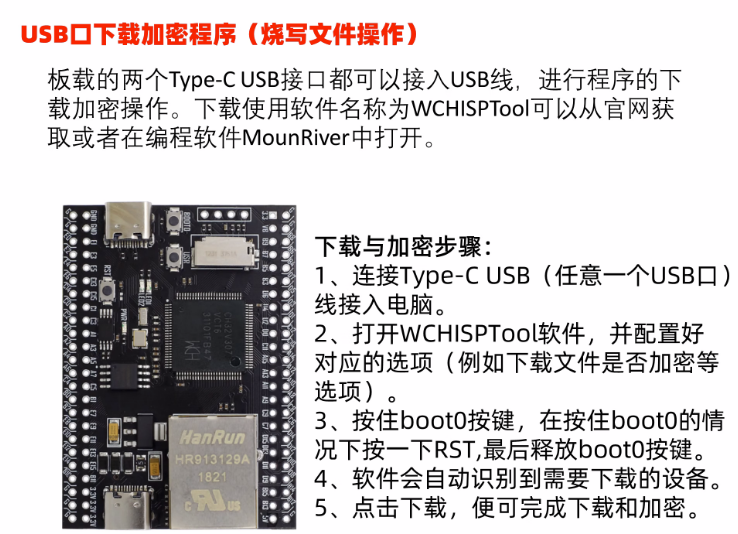 USB口下载加密程序（烧写文件操作）
板载的两个Type-C USB接口都可以接入USB线，进行程序的下
载加密操作。下载使用软件名称为WCHISPTool可以从官网获
取或者在编程软件MounRiver中打开。
下载与加密步骤：
1、连接Type-C USB（任意一个USB口）
线接入电脑。
2、打开WCHISPTool软件，并配置好
对应的选项（例如下载文件是否加密等
选项）。
3、按住boot0按键，在按住boot0的情
况下按一下RST,最后释放boot0按键。
4、软件会自动识别到需要下载的设备。
5、点击下载，便可完成下载和加密。
BOOT0
USR
RST
PWR
HanRun
HR913129A
1821
C US